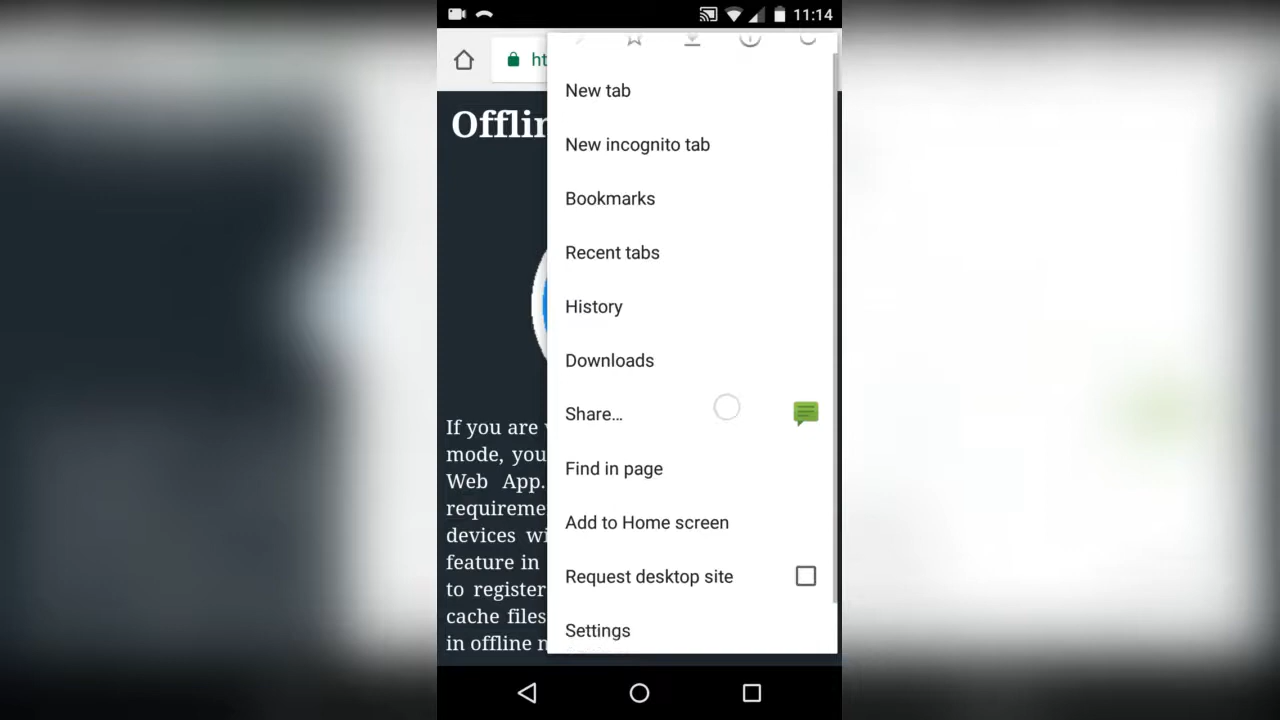 11:14
ht
New tab
Offlin
New incognito tab
Bookmarks
Recent tabs
History
Downloads
Share...
If you are
mode, you
Web App.
requireme
devices wi
feature in
to register
cache files
in offline
Find in page
Add to Home screen
Request desktop site
Settings